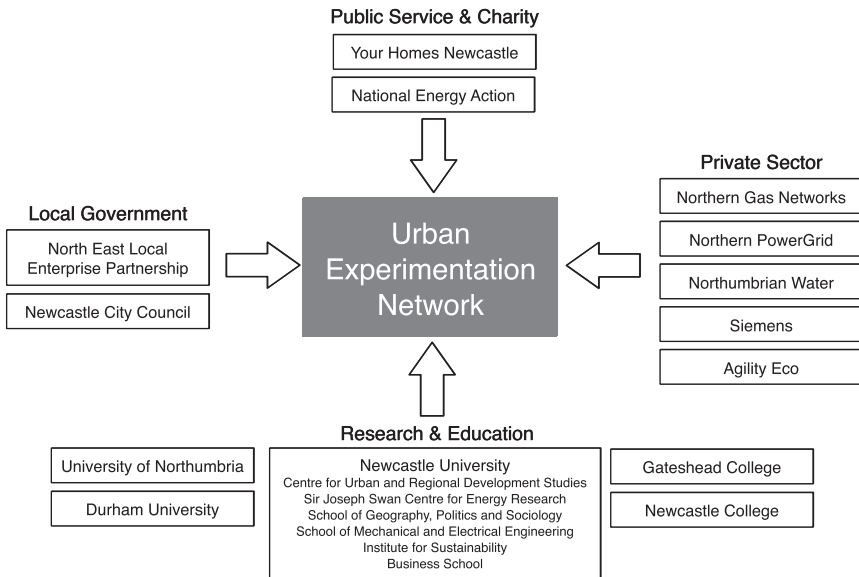 Public Service & Charity
Your Homes Newcastle
National Energy Action
Local Government
North East Local
Enterprise Partnership
Newcastle City Council
Urban
Experimentation
Network
Private Sector
Northern Gas Networks
Northern PowerGrid
Northumbrian Water
Siemens
Agility Eco
Research & Education
University of Northumbria
Durham University
Newcastle University
Centre for Urban and Regional Development Studies
Sir Joseph Swan Centre for Energy Research
School of Geography, Politics and Sociology
School of Mechanical and Electrical Engineering
Institute for Sustainability
Business School
Gateshead College
Newcastle College